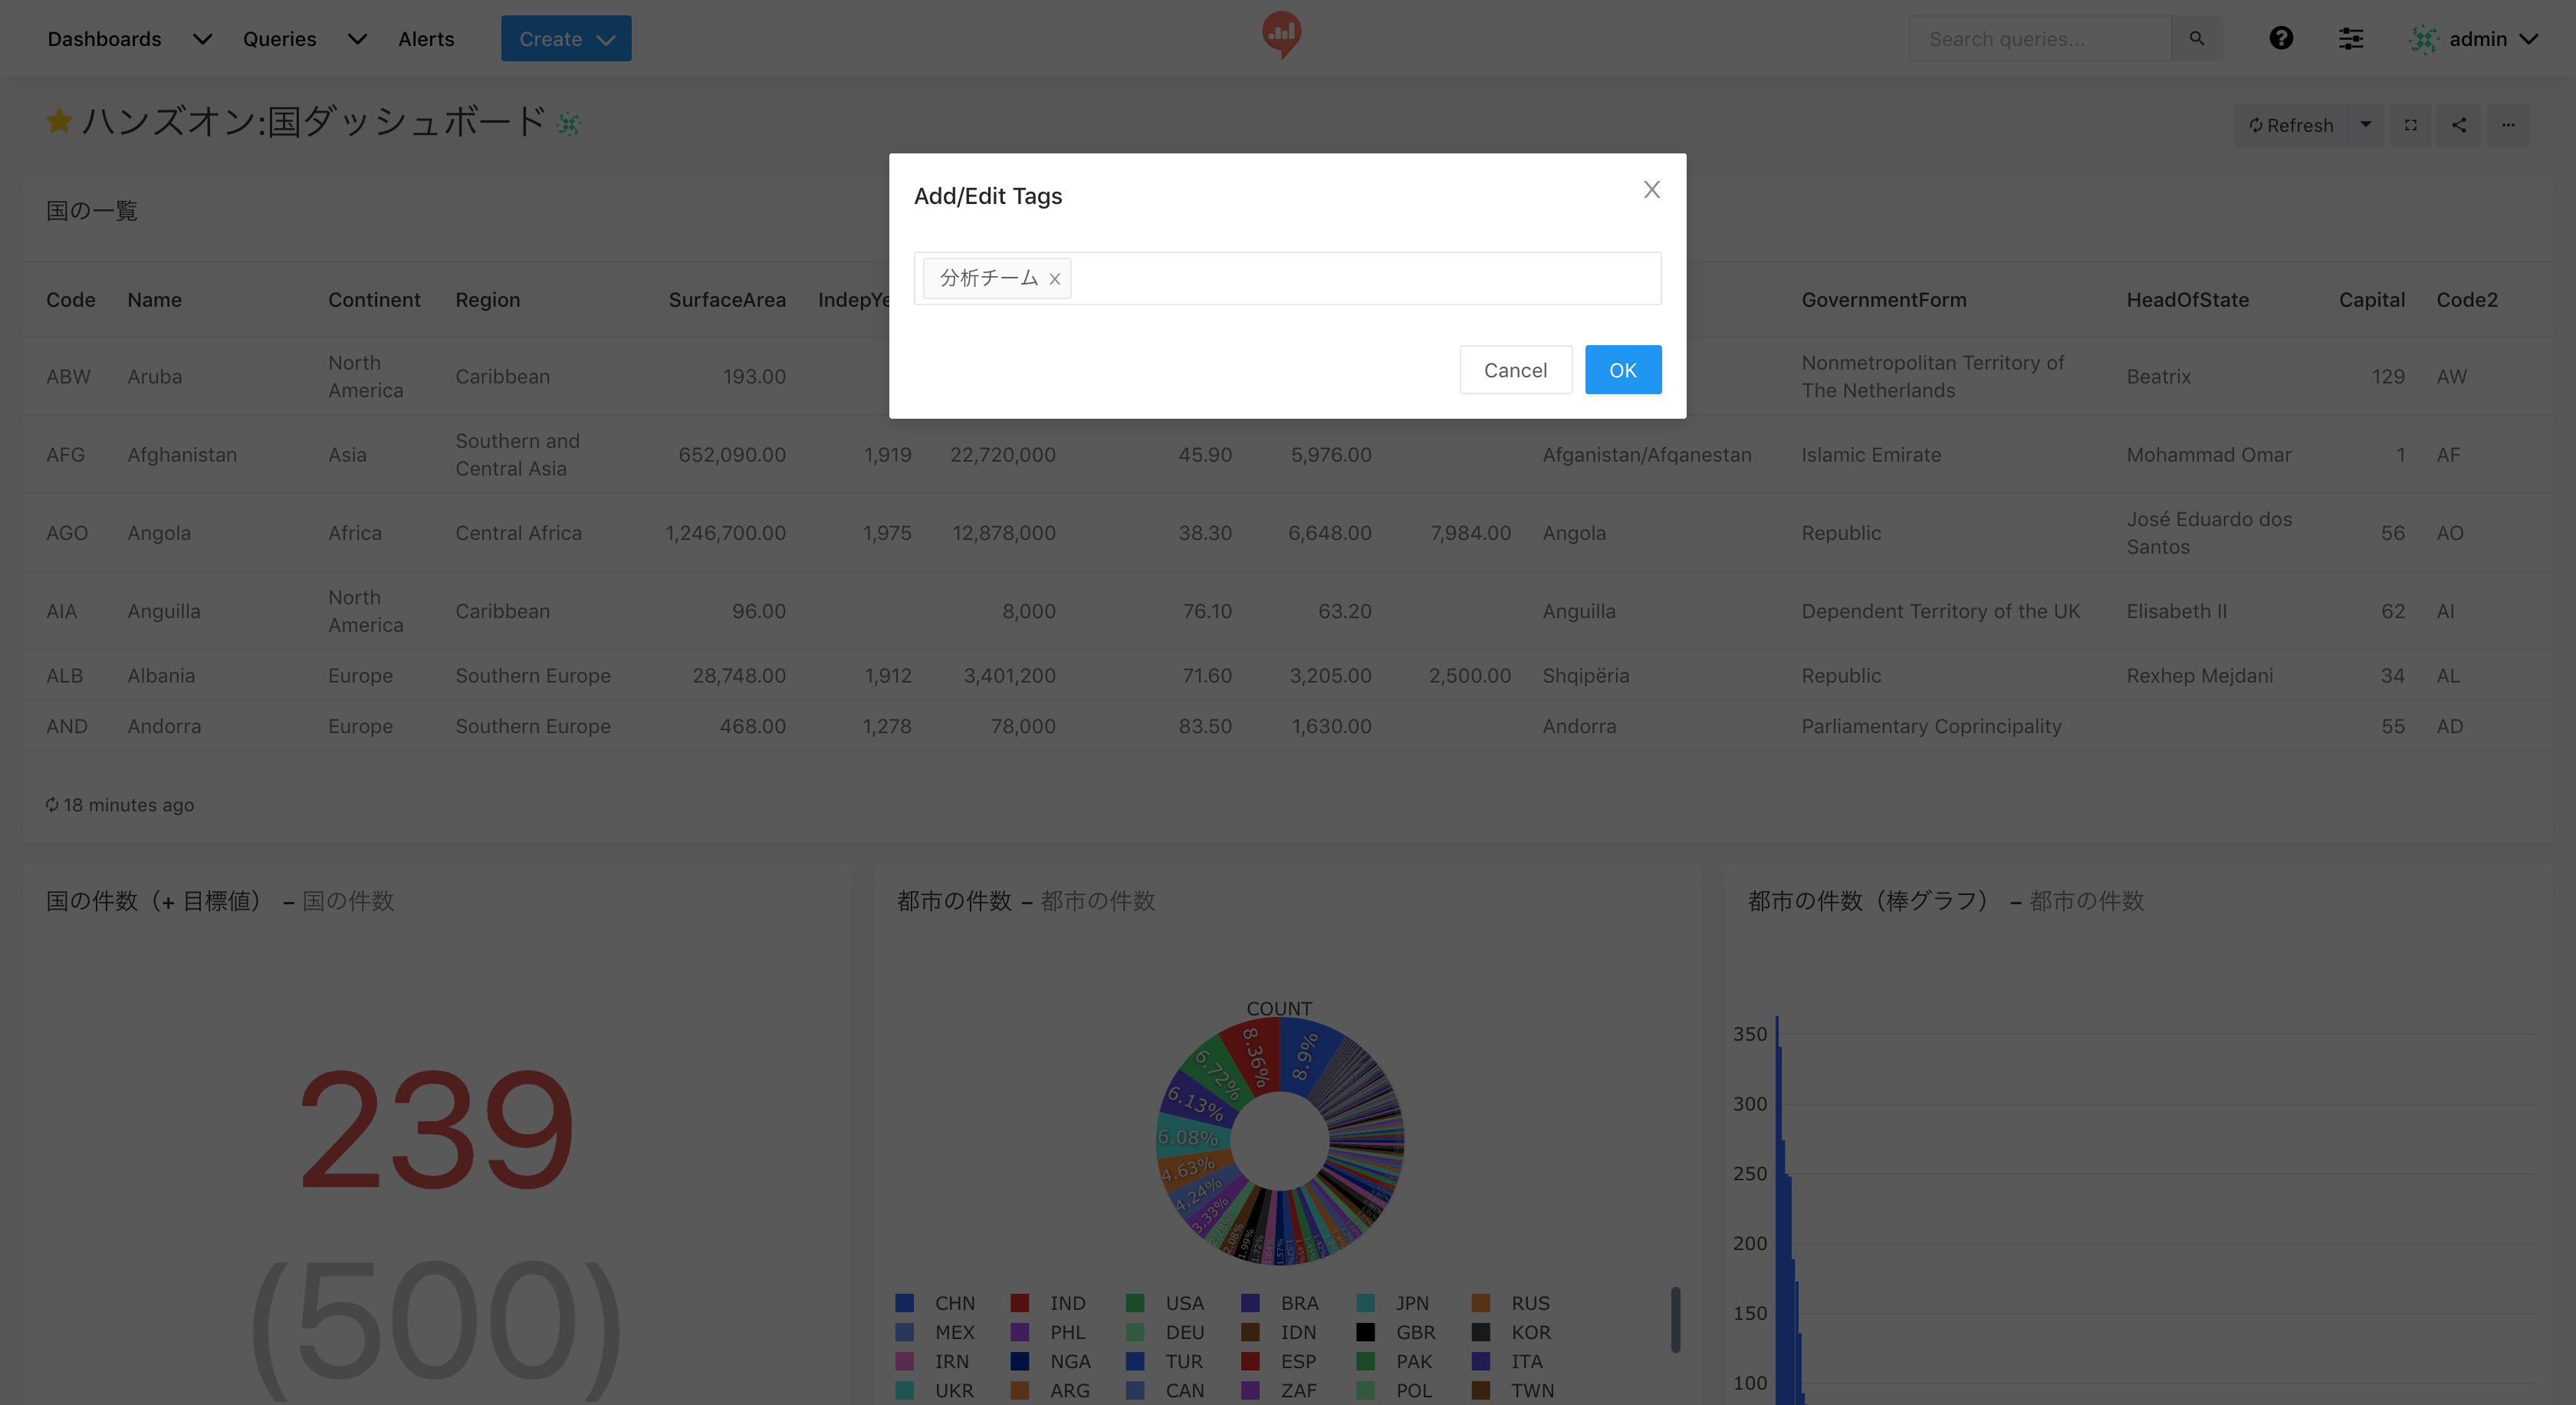 Dashboards Queries Alerts Create Search queries... admin
ハンズオン:国ダッシュボード Refresh
Add/Edit Tags
分析チーム
Cancel OK
国の一覧
Code Name Continent Region SurfaceArea IndepYe GovernmentForm HeadOfState Capital Code2
ABW Aruba North America Caribbean 193.00 Nonmetropolitan Territory of The Netherlands Beatrix 129 AW
AFG Afghanistan Asia Southern and Central Asia 652,090.00 1,919 22,720,000 45.90 5,976.00 Afganistan/Afqanestan Islamic Emirate Mohammad Omar 1 AF
AGO Angola Africa Central Africa 1,246,700.00 1,975 12,878,000 38.30 6,648.00 7,984.00 Angola Republic José Eduardo dos Santos 56 AO
AIA Anguilla North America Caribbean 96.00 8,000 76.10 63.20 Anguilla Dependent Territory of the UK Elisabeth II 62 AI
ALB Albania Europe Southern Europe 28,748.00 1,912 3,401,200 71.60 3,205.00 2,500.00 Shqipëria Republic Rexhep Mejdani 34 AL
AND Andorra Europe Southern Europe 468.00 1,278 78,000 83.50 1,630.00 Andorra Parliamentary Coprincipality 55 AD
18 minutes ago
国の件数（+ 目標値） – 国の件数
239
(500)
都市の件数 – 都市の件数
COUNT
8.9%
8.36%
6.72%
6.13%
6.08%
4.63%
4.24%
3.33%
2.08%
1.99%
CHN IND USA BRA JPN RUS
MEX PHL DEU IDN GBR KOR
IRN NGA TUR ESP PAK ITA
UKR ARG CAN ZAF POL TWN
都市の件数（棒グラフ） – 都市の件数
350
300
250
200
150
100